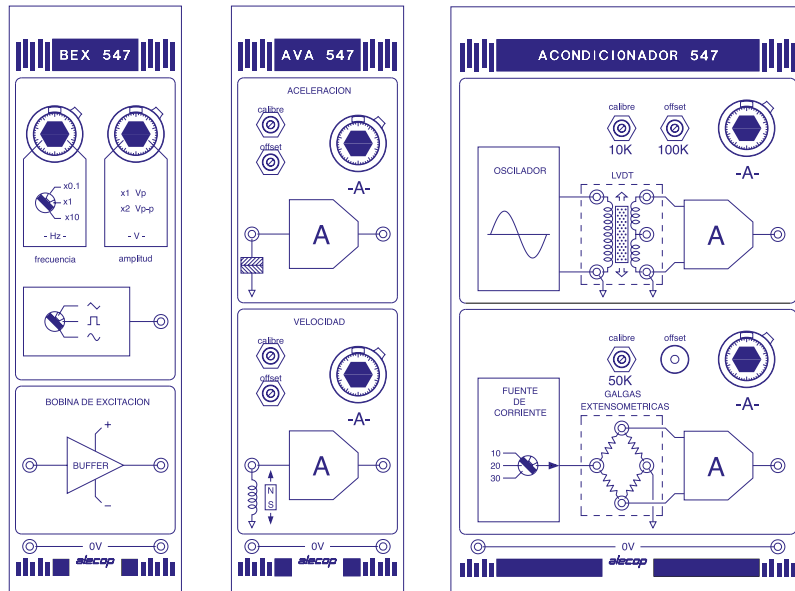 BEX 547
x0.1
x1
x10
- Hz -
frecuencia
x1 Vp
x2 Vp-p
- V -
amplitud
BOBINA DE EXCITACION
+
BUFFER
–
0V
alecop
AVA 547
ACELERACION
calibre
offset
-A-
A
VELOCIDAD
calibre
offset
-A-
A
N
S
0V
alecop
ACONDICIONADOR 547
calibre
10K
offset
100K
-A-
OSCILADOR
LVDT
A
calibre
50K
offset
-A-
FUENTE
DE
CORRIENTE
10
20
30
GALGAS
EXTENSOMETRICAS
A
0V
alecop